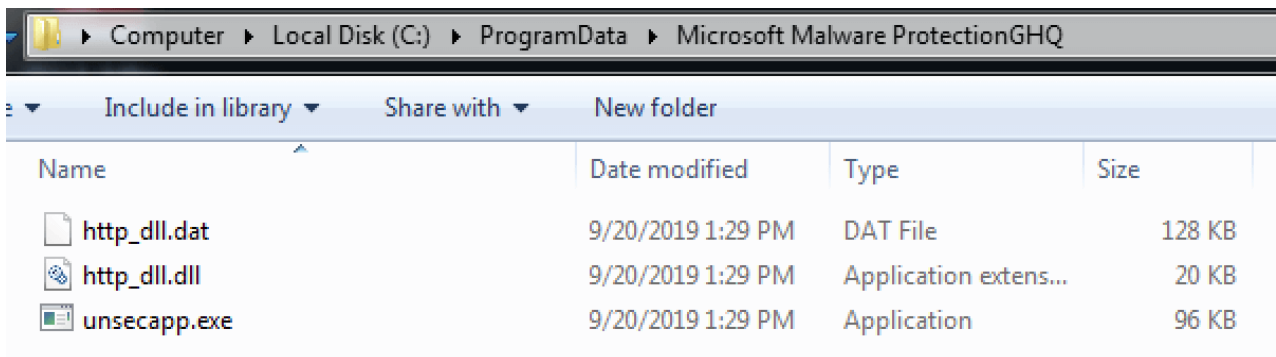 Computer Local Disk (C:) ProgramData Microsoft Malware ProtectionGHQ
Include in library Share with New folder
Name Date modified Type Size
http_dll.dat 9/20/2019 1:29 PM DAT File 128 KB
http_dll.dll 9/20/2019 1:29 PM Application extens... 20 KB
unsecapp.exe 9/20/2019 1:29 PM Application 96 KB